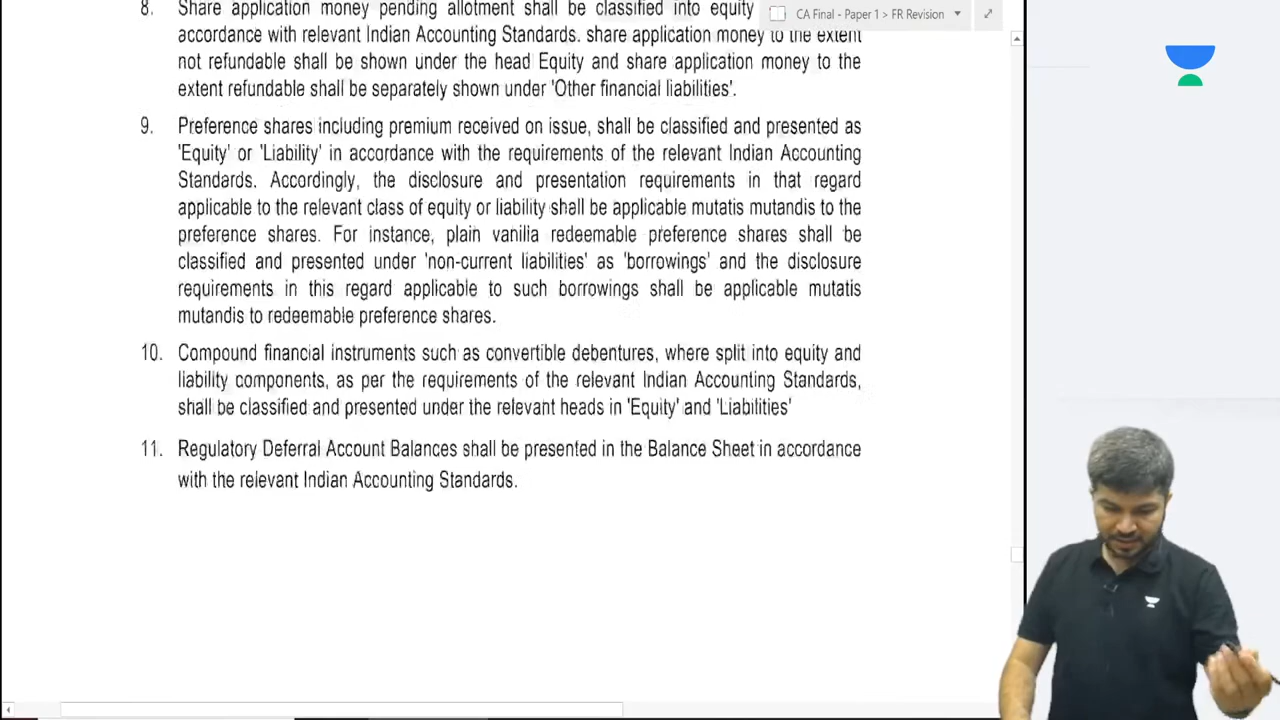 8. Share application money pending allotment shall be classified into equity
CA Final - Paper 1 > FR Revision
accordance with relevant Indian Accounting Standards. share application money to the extent
not refundable shall be shown under the head Equity and share application money to the
extent refundable shall be separately shown under 'Other financial liabilities'.
9. Preference shares including premium received on issue, shall be classified and presented as
'Equity' or 'Liability' in accordance with the requirements of the relevant Indian Accounting
Standards. Accordingly, the disclosure and presentation requirements in that regard
applicable to the relevant class of equity or liability shall be applicable mutatis mutandis to the
preference shares. For instance, plain vanilia redeemable preference shares shall be
classified and presented under 'non-current liabilities' as 'borrowings' and the disclosure
requirements in this regard applicable to such borrowings shall be applicable mutatis
mutandis to redeemable preference shares.
10. Compound financial instruments such as convertible debentures, where split into equity and
liability components, as per the requirements of the relevant Indian Accounting Standards,
shall be classified and presented under the relevant heads in 'Equity' and 'Liabilities'
11. Regulatory Deferral Account Balances shall be presented in the Balance Sheet in accordance
with the relevant Indian Accounting Standards.